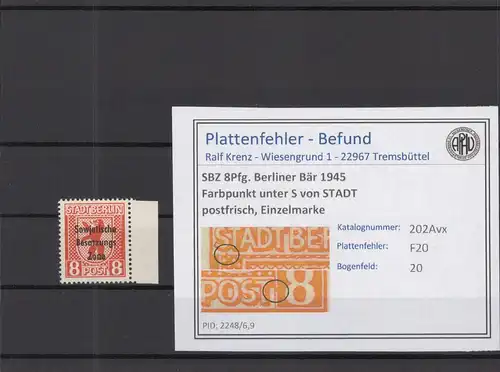 STADT BERLIN
Sowjetische
Besatzungs
Zone
8 POST 8
Plattenfehler - Befund
Ralf Krenz - Wiesengrund 1 - 22967 Tremsbüttel
SBZ 8Pfg. Berliner Bär 1945
Farbpunkt unter S von STADT
postfrisch, Einzelmarke
STADT BER
POST 8
Katalognummer: 202Avx
Plattenfehler: F20
Bogenfeld: 20
PID: 2248/6,9